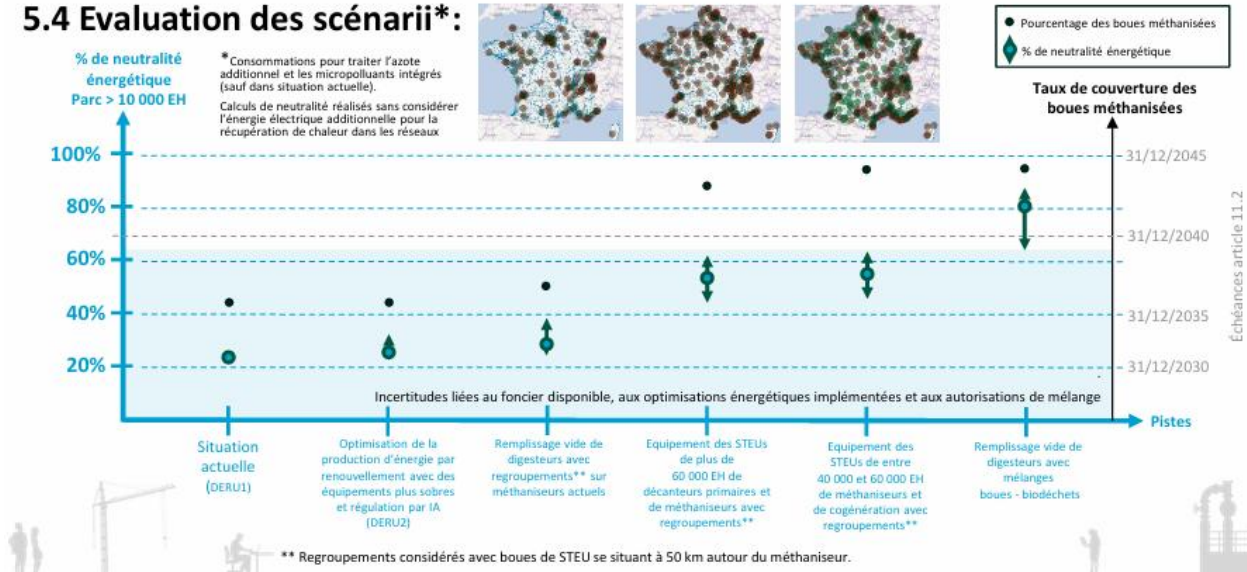 5.4 Evaluation des scénarii*:
% de neutralité
énergétique
Parc > 10 000 EH
* Consommations pour traiter l'azote
additionnel et les micropolluants intégrés
(sauf dans situation actuelle).
Calculs de neutralité réalisés sans considérer
l'énergie électrique additionnelle pour la
récupération de chaleur dans les réseaux
Pourcentage des boues méthanisées
% de neutralité énergétique
Taux de couverture des
boues méthanisées
100%
80%
60%
40%
20%
31/12/2045
31/12/2040
31/12/2035
31/12/2030
Échéances article 11.2
Incertitudes liées au foncier disponible, aux optimisations énergétiques implémentées et aux autorisations de mélange
Pistes
Situation
actuelle
(DERU1)
Optimisation de la
production d'énergie par
renouvellement avec des
équipements plus sobres
et régulation par IA
(DERU2)
Remplissage vide de
digesteurs avec
regroupements** sur
méthaniseurs actuels
Equipement des STEUs
de plus de
60 000 EH de
décanteurs primaires et
de méthaniseurs avec
regroupements**
Equipement des
STEUs de entre
40 000 et 60 000 EH
de méthaniseurs et
de cogénération avec
regroupements**
Remplissage vide de
digesteurs avec
mélanges
boues - biodéchets
** Regroupements considérés avec boues de STEU se situant à 50 km autour du méthaniseur.